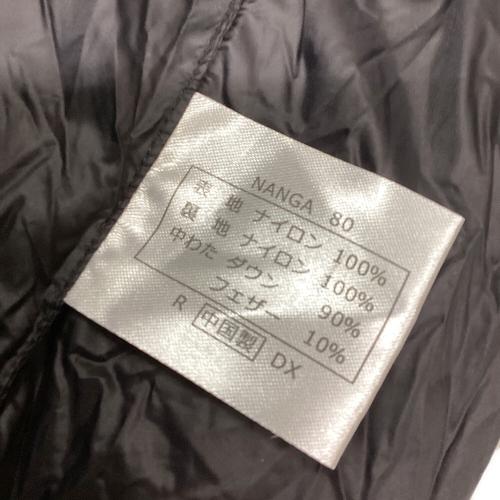 NANGA 80
表 地 ナイロン 100%
裏 地 ナイロン 100%
中わた ダウン 90%
フェザー 10%
R 中国製 DX